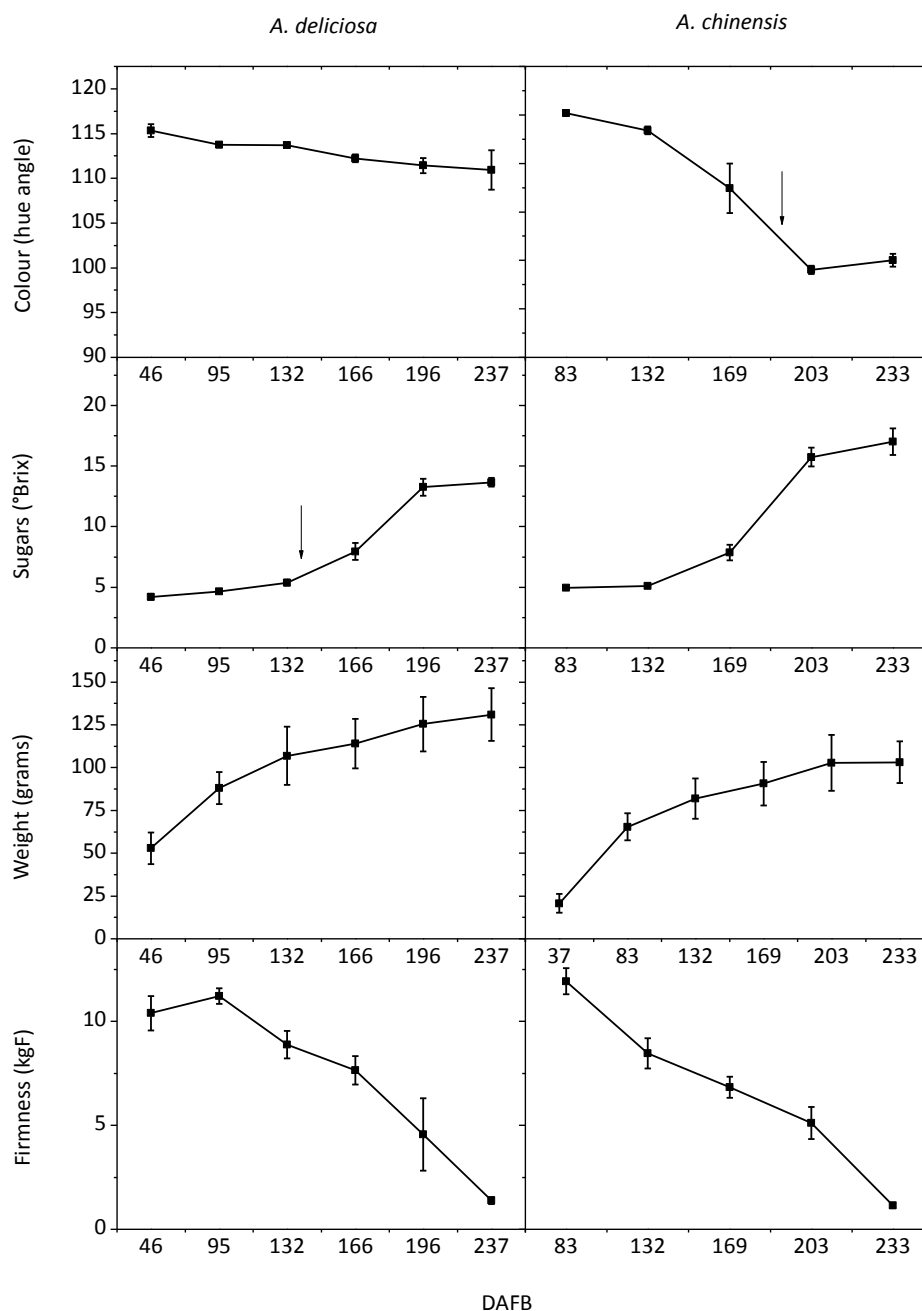 A. deliciosa A. chinensis
Colour (hue angle)
120
115
110
105
100
95
90
46 95 132 166 196 237 83 132 169 203 233
Sugars (°Brix)
20
15
10
5
0
46 95 132 166 196 237 83 132 169 203 233
Weight (grams)
150
125
100
75
50
25
0
46 95 132 166 196 237 37 83 132 169 203 233
Firmness (kgF)
10
5
0
46 95 132 166 196 237 83 132 169 203 233
DAFB